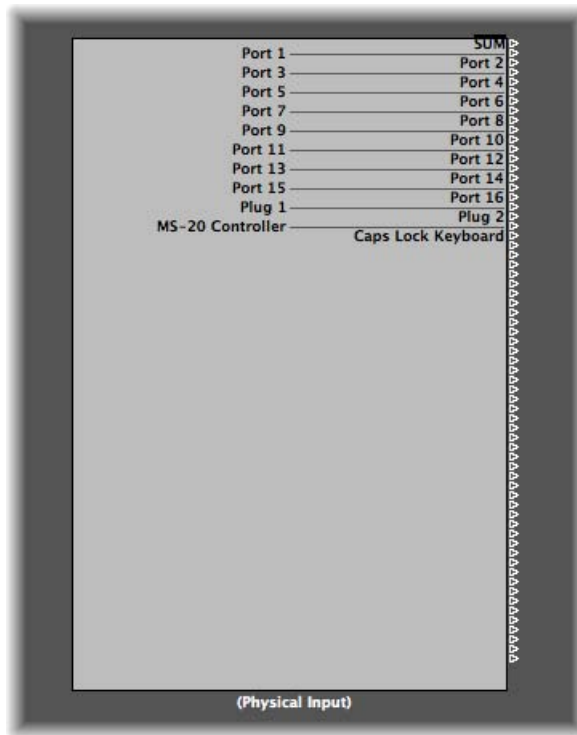 SUM
Port 1
Port 2
Port 3
Port 4
Port 5
Port 6
Port 7
Port 8
Port 9
Port 10
Port 11
Port 12
Port 13
Port 14
Port 15
Port 16
Plug 1
Plug 2
MS-20 Controller
Caps Lock Keyboard
(Physical Input)